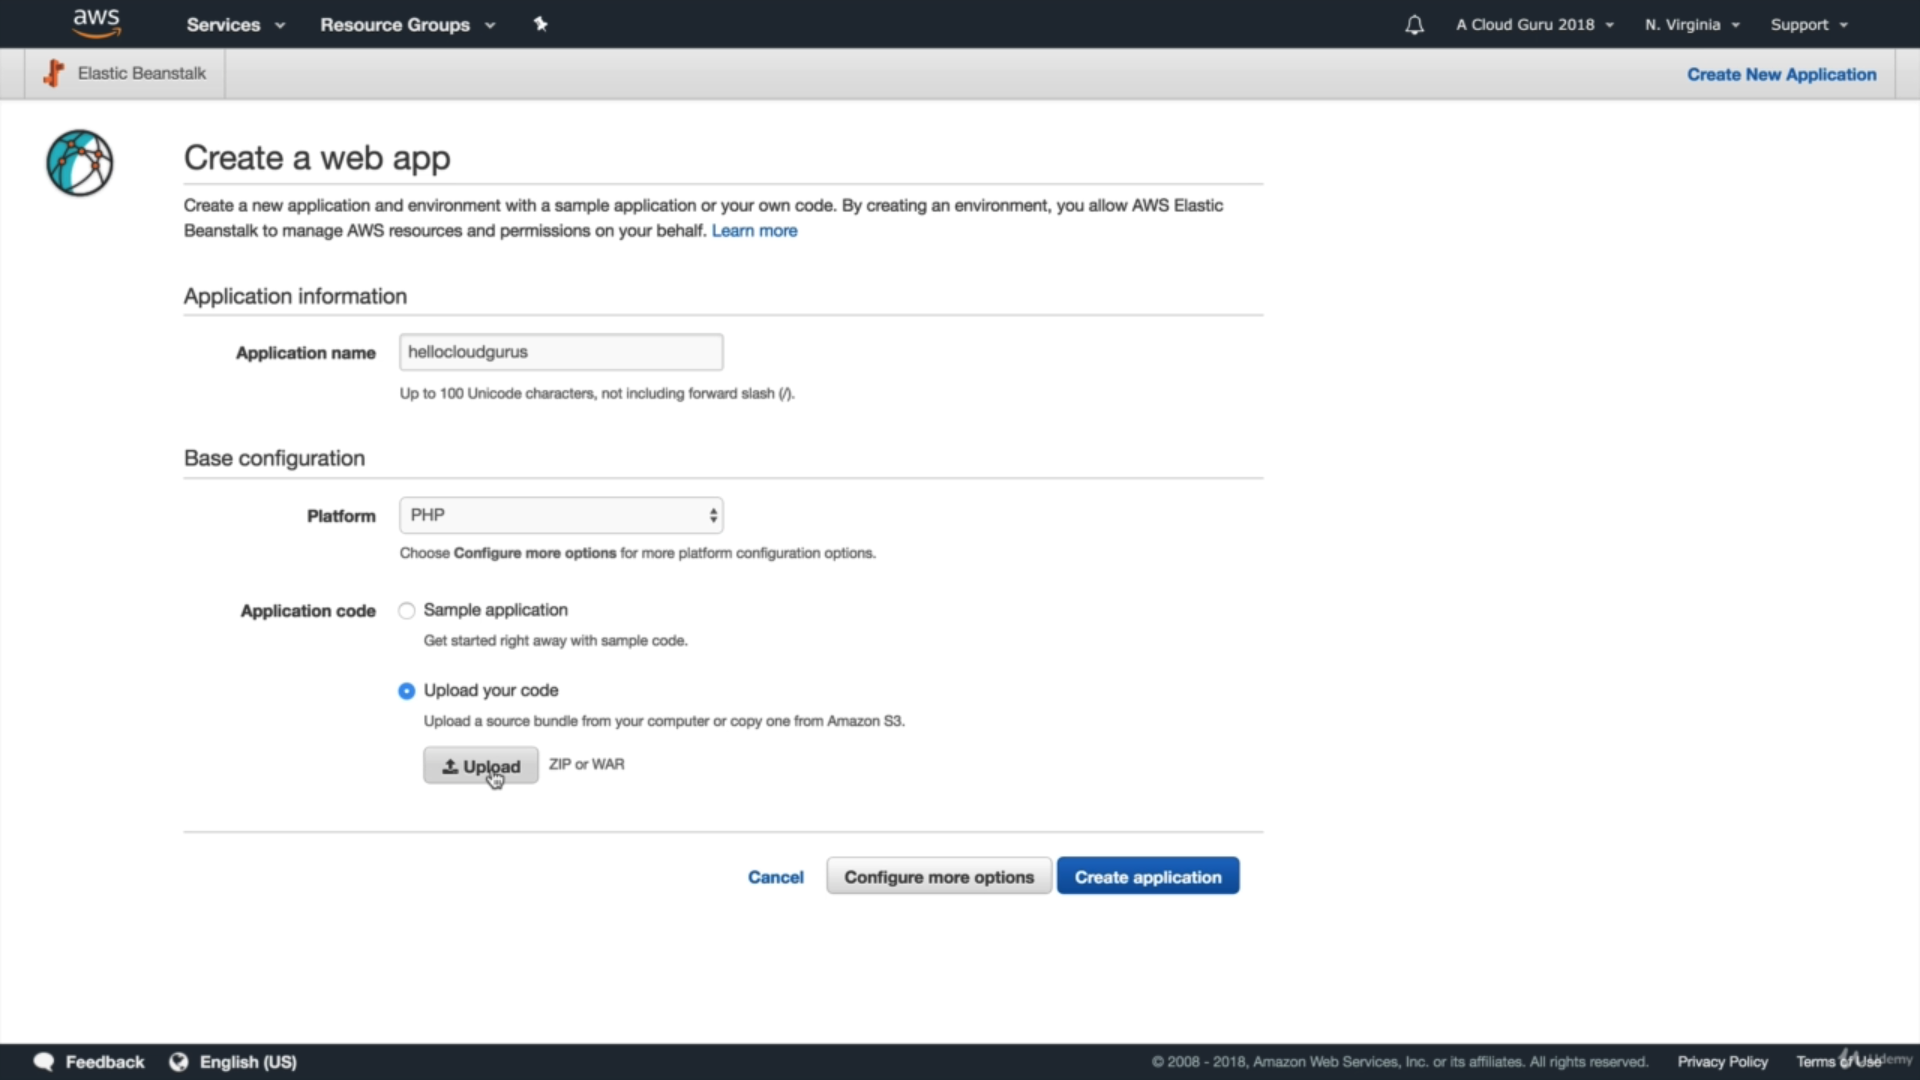 aws
Services
Resource Groups
A Cloud Guru 2018
N. Virginia
Support
Elastic Beanstalk
Create New Application
Create a web app
Create a new application and environment with a sample application or your own code. By creating an environment, you allow AWS Elastic
Beanstalk to manage AWS resources and permissions on your behalf. Learn more
Application information
Application name
hellocloudgurus
Up to 100 Unicode characters, not including forward slash (/).
Base configuration
Platform
PHP
Choose Configure more options for more platform configuration options.
Application code
Sample application
Get started right away with sample code.
Upload your code
Upload a source bundle from your computer or copy one from Amazon S3.
Upload
ZIP or WAR
Cancel
Configure more options
Create application
Feedback
English (US)
© 2008 - 2018, Amazon Web Services, Inc. or its affiliates. All rights reserved.
Privacy Policy
Terms of Use
Udemy